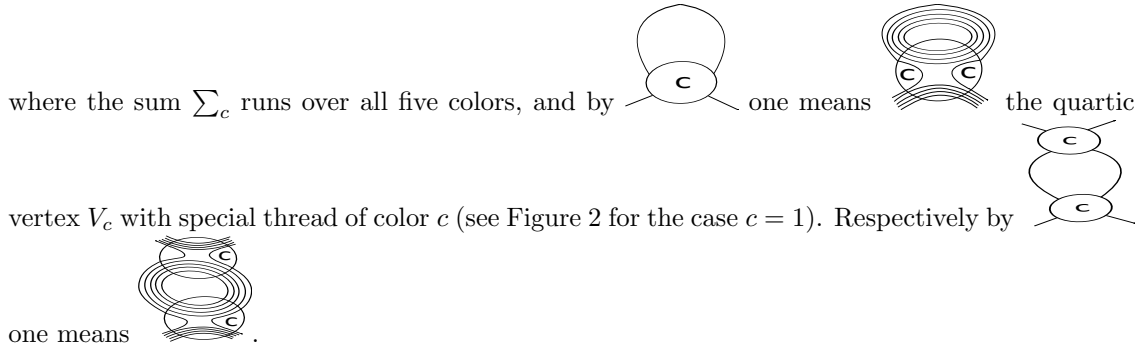 where the sum ∑_c runs over all five colors, and by C one means C C the quartic
C
vertex V_c with special thread of color c (see Figure 2 for the case c = 1). Respectively by C
C
one means C .